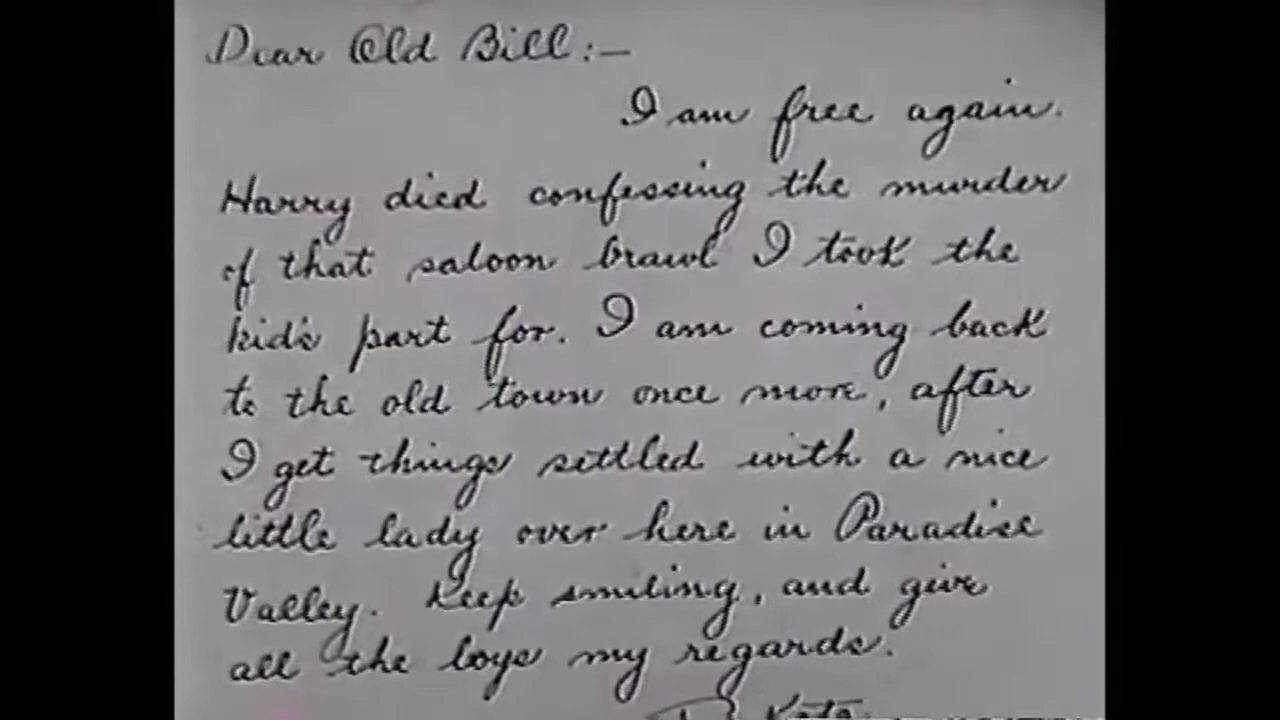 Dear Old Bill:—
I am free again.
Harry died confessing the murder
of that saloon brawl I took the
kid's part for. I am coming back
to the old town once more, after
I get things settled with a nice
little lady over here in Paradise
Valley. Keep smiling, and give
all the boys my regards.